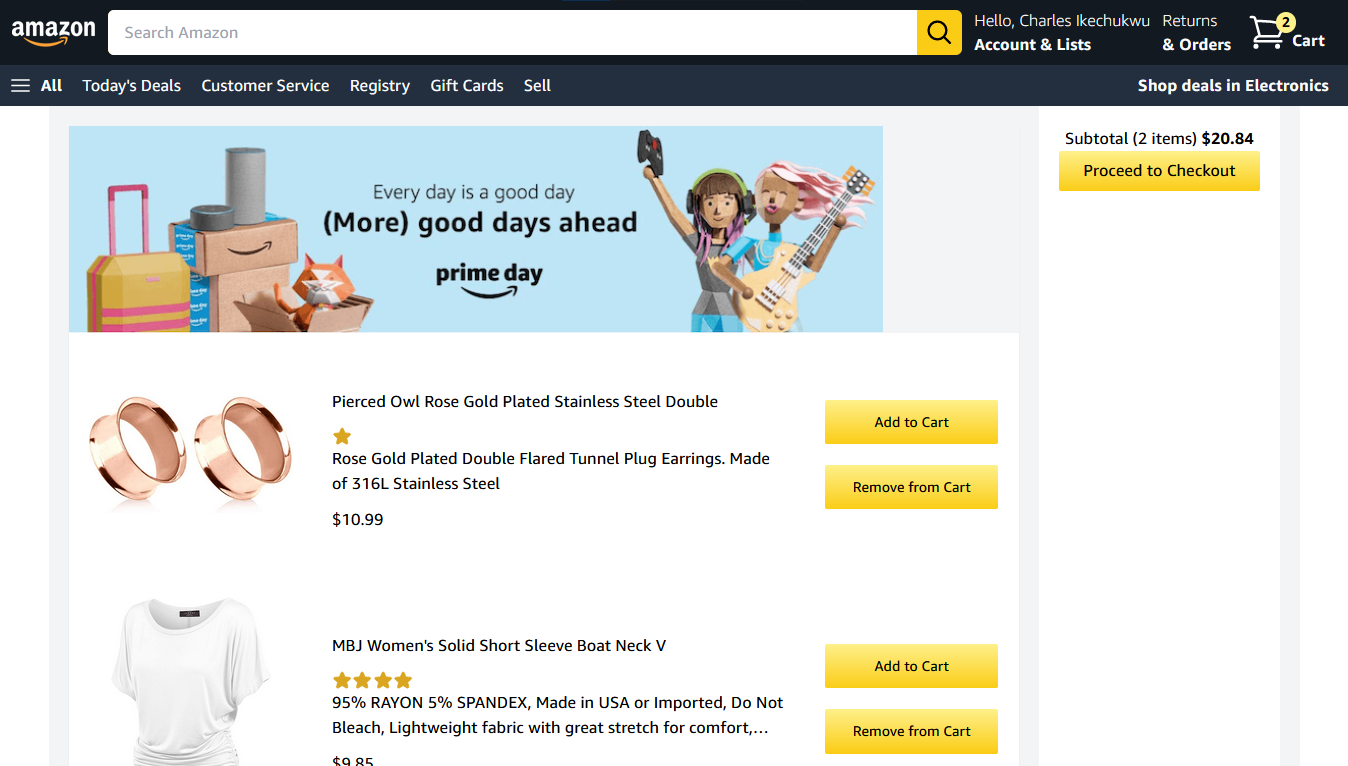 amazon
Search Amazon
Hello, Charles Ikechukwu
Account & Lists
Returns
& Orders
2
Cart
All
Today's Deals
Customer Service
Registry
Gift Cards
Sell
Shop deals in Electronics
Every day is a good day
(More) good days ahead
prime day
Subtotal (2 items) $20.84
Proceed to Checkout
Pierced Owl Rose Gold Plated Stainless Steel Double
Rose Gold Plated Double Flared Tunnel Plug Earrings. Made
of 316L Stainless Steel
$10.99
Add to Cart
Remove from Cart
MBJ Women's Solid Short Sleeve Boat Neck V
95% RAYON 5% SPANDEX, Made in USA or Imported, Do Not
Bleach, Lightweight fabric with great stretch for comfort,...
$9.85
Add to Cart
Remove from Cart